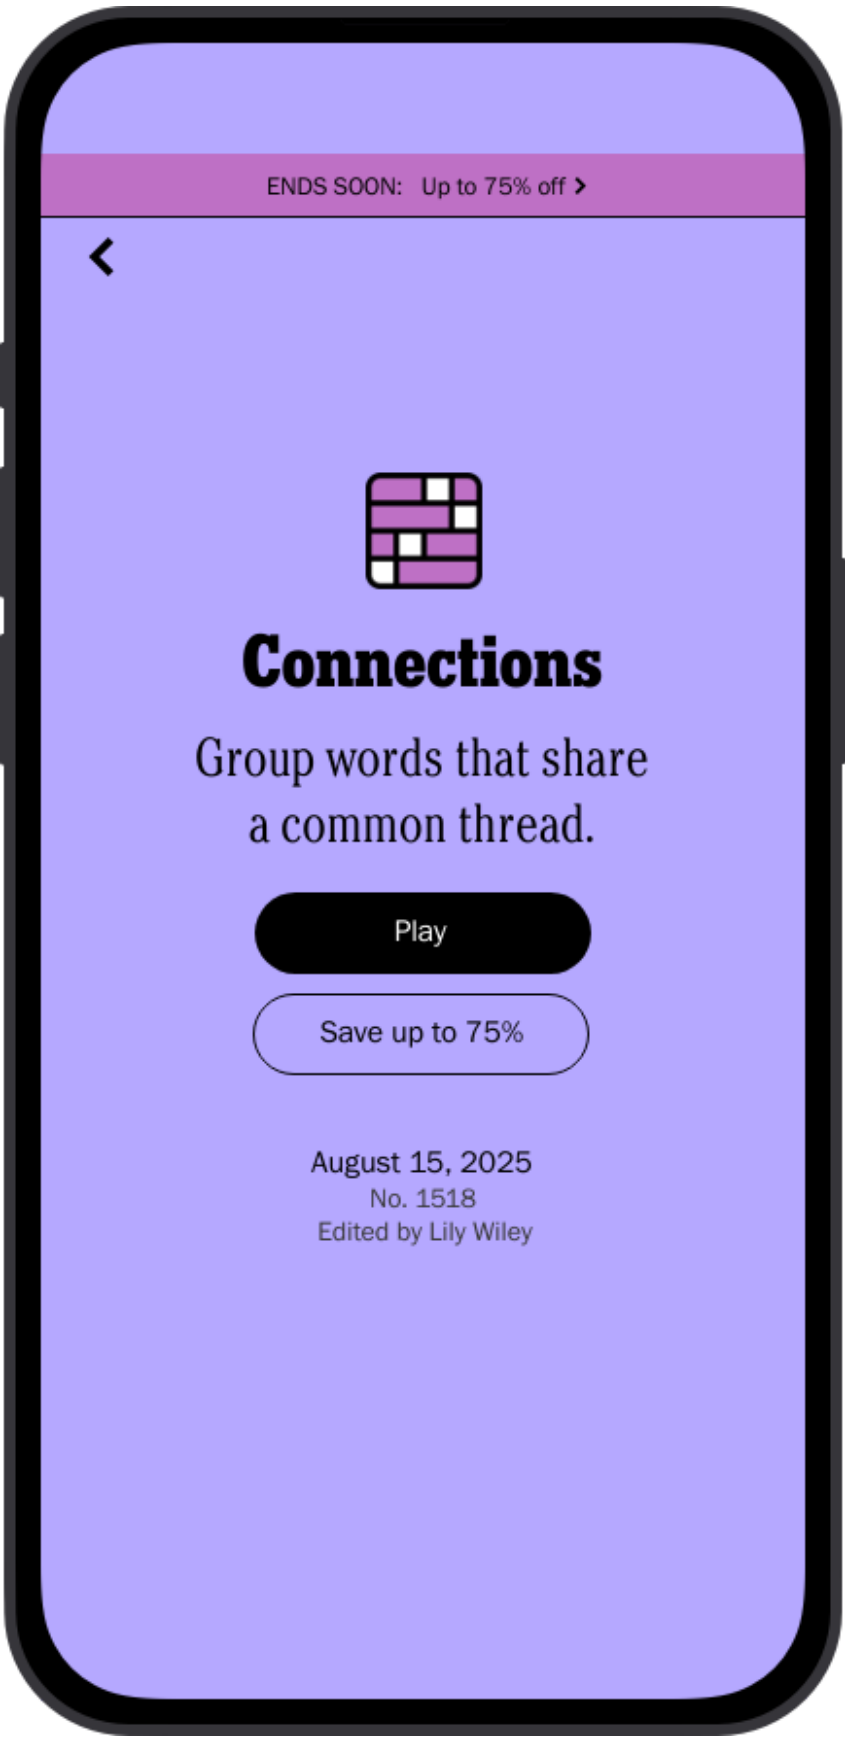 ENDS SOON: Up to 75% off
Connections
Group words that share
a common thread.
Play
Save up to 75%
August 15, 2025
No. 1518
Edited by Lily Wiley